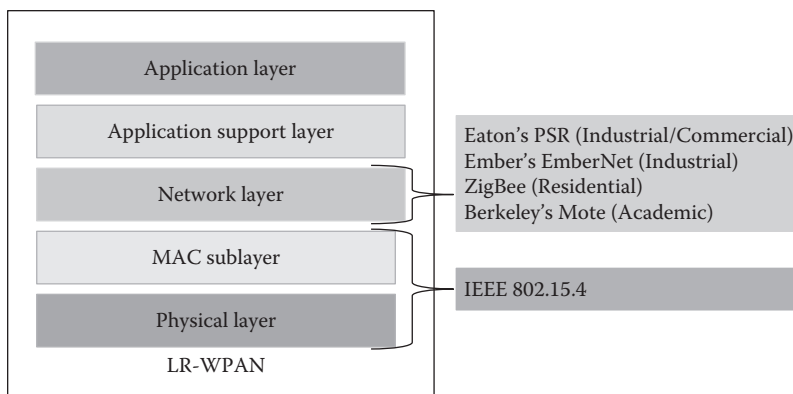 Application layer
Application support layer
Network layer
MAC sublayer
Physical layer
LR-WPAN
Eaton's PSR (Industrial/Commercial)
Ember's EmberNet (Industrial)
ZigBee (Residential)
Berkeley's Mote (Academic)
IEEE 802.15.4